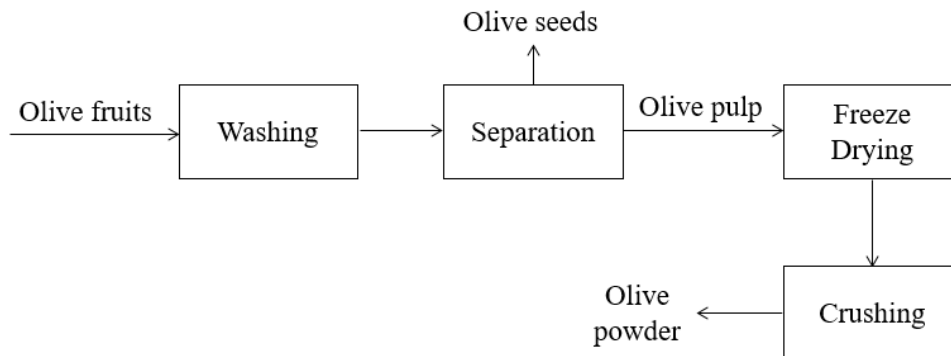 Olive seeds
Olive fruits
Washing
Separation
Olive pulp
Freeze
Drying
Crushing
Olive
powder